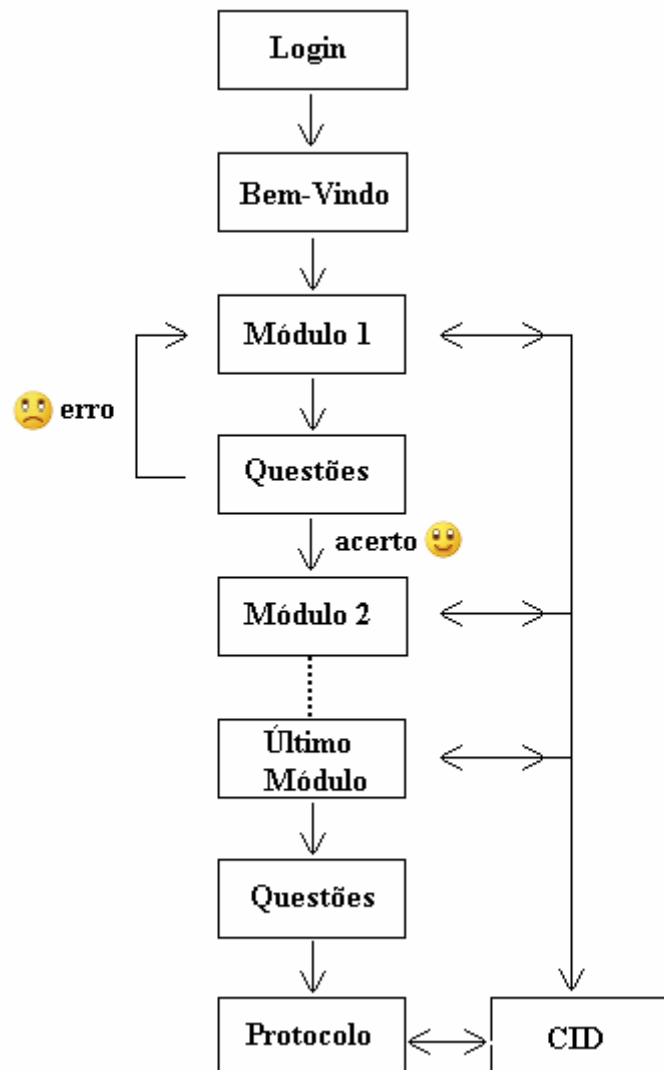 Login
Bem-Vindo
Módulo 1
erro
Questões
acerto
Módulo 2
Último
Módulo
Questões
Protocolo
CID